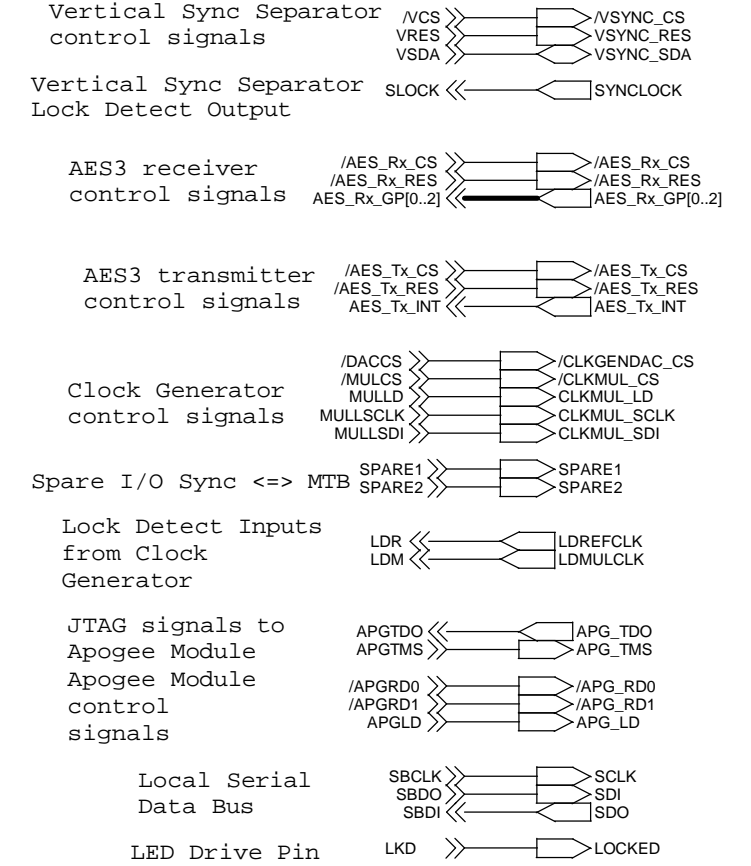 Vertical Sync Separator
control signals
/VCS /VSYNC_CS
VRES VSYNC_RES
VSDA VSYNC_SDA
Vertical Sync Separator
Lock Detect Output
SLOCK SYNCLOCK
AES3 receiver
control signals
/AES_Rx_CS /AES_Rx_CS
/AES_Rx_RES /AES_Rx_RES
AES_Rx_GP[0..2] AES_Rx_GP[0..2]
AES3 transmitter
control signals
/AES_Tx_CS /AES_Tx_CS
/AES_Tx_RES /AES_Tx_RES
AES_Tx_INT AES_Tx_INT
Clock Generator
control signals
/DACCS /CLKGENDAC_CS
/MULCS /CLKMUL_CS
MULLD CLKMUL_LD
MULLSCLK CLKMUL_SCLK
MULLSDI CLKMUL_SDI
Spare I/O Sync <=> MTB
SPARE1 SPARE1
SPARE2 SPARE2
Lock Detect Inputs
from Clock
Generator
LDR LDREFCLK
LDM LDMULCLK
JTAG signals to
Apogee Module
APGTDO APG_TDO
APGTMS APG_TMS
Apogee Module
control
signals
/APGRD0 /APG_RD0
/APGRD1 /APG_RD1
APGLD APG_LD
Local Serial
Data Bus
SBCLK SCLK
SBDO SDI
SBDI SDO
LED Drive Pin
LKD LOCKED